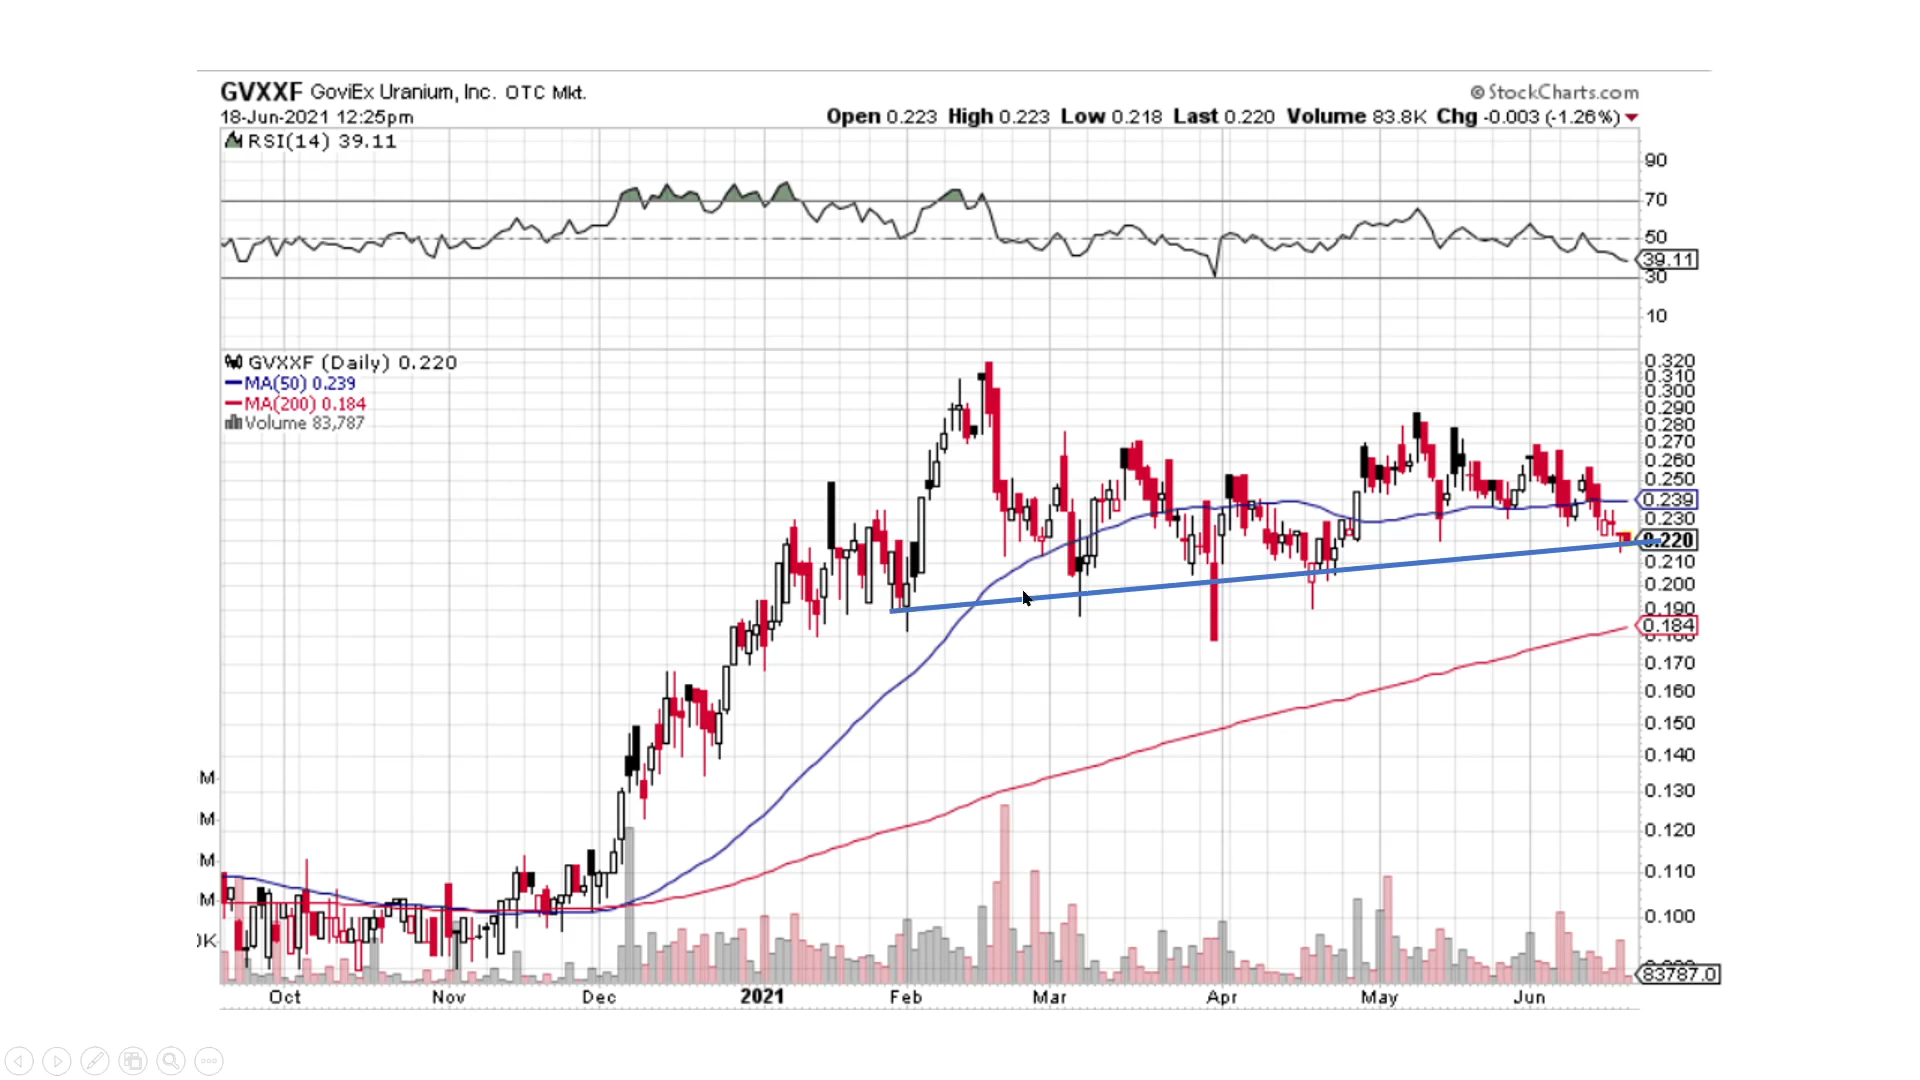 GVXXF GoviEx Uranium, Inc. OTC Mkt.
© StockCharts.com
18-Jun-2021 12:25pm
Open 0.223 High 0.223 Low 0.218 Last 0.220 Volume 83.8K Chg -0.003 (-1.26%)
RSI(14) 39.11
90
70
50
39.11
30
10
GVXXF (Daily) 0.220
MA(50) 0.239
MA(200) 0.184
Volume 83,787
0.320
0.310
0.300
0.290
0.280
0.270
0.260
0.250
0.239
0.230
0.220
0.210
0.200
0.190
0.184
0.170
0.160
0.150
0.140
0.130
0.120
0.110
0.100
83787.0
M
M
M
M
Oct Nov Dec 2021 Feb Mar Apr May Jun